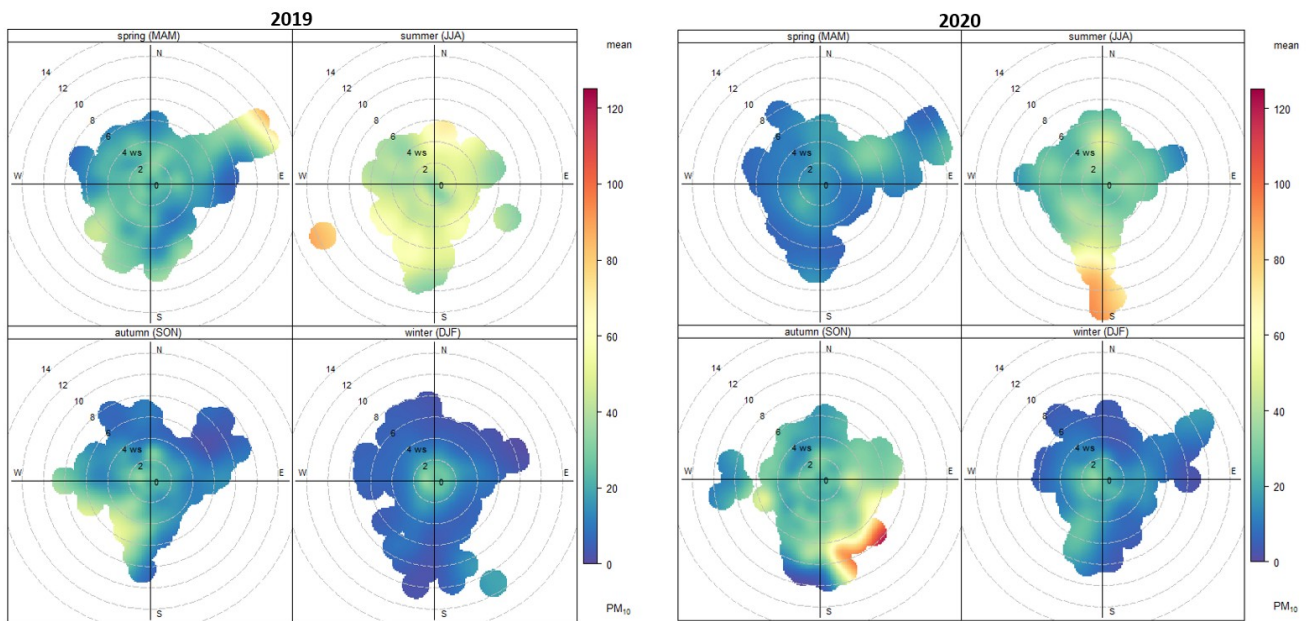 2019
2020
spring (MAM)
summer (JJA)
N
14
12
10
8
6
4 ws
2
0
W
E
S
N
14
12
10
8
6
4 ws
2
0
W
E
S
autumn (SON)
winter (DJF)
N
14
12
10
8
6
4 ws
2
0
W
E
S
N
14
12
10
8
6
4 ws
2
0
W
E
S
mean
120
100
80
60
40
20
0
PM₁₀
spring (MAM)
summer (JJA)
N
14
12
10
8
6
4 ws
2
0
W
E
S
N
14
12
10
8
6
4 ws
2
0
W
E
S
autumn (SON)
winter (DJF)
N
14
12
10
8
6
4 ws
2
0
W
E
S
N
14
12
10
8
6
4 ws
2
0
W
E
S
mean
120
100
80
60
40
20
0
PM₁₀